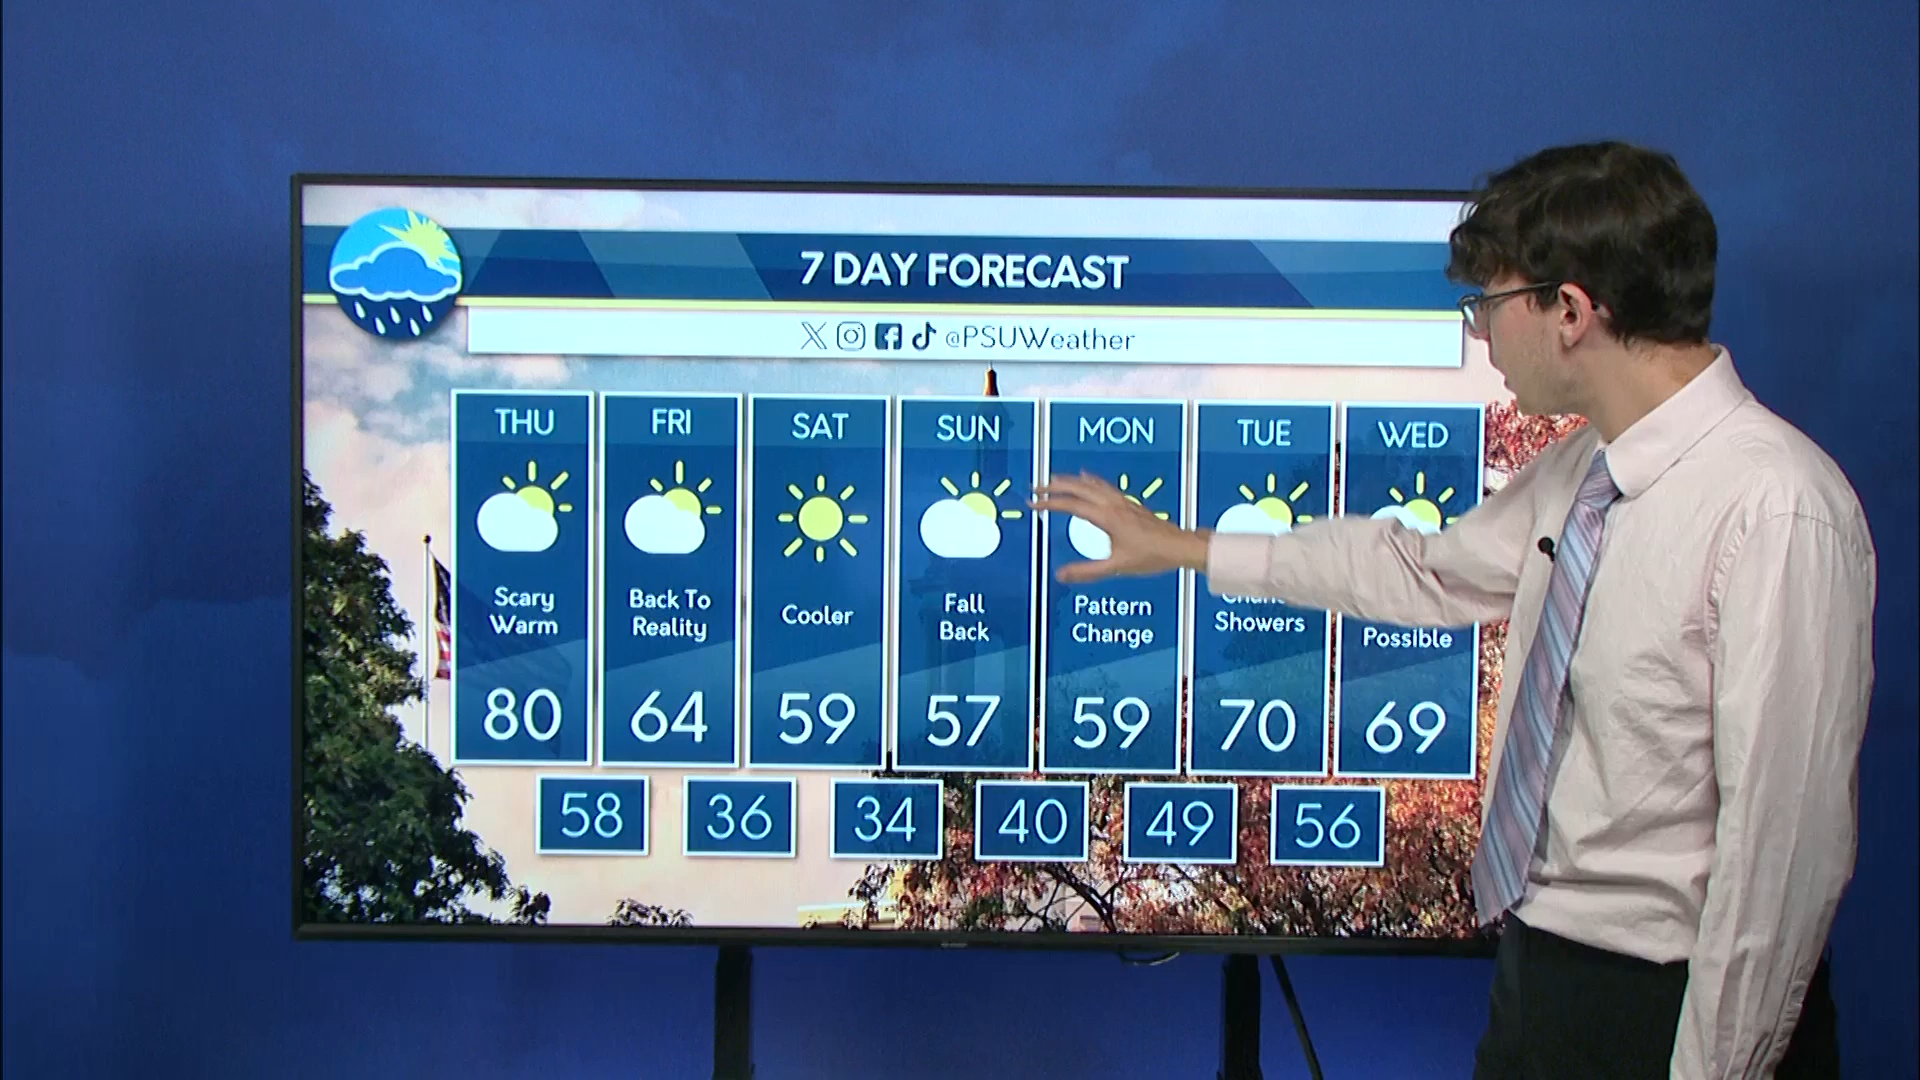 7 DAY FORECAST
@PSUWeather
THU
FRI
SAT
SUN
MON
TUE
WED
Scary
Warm
Back To
Reality
Cooler
Fall
Back
Pattern
Change
Showers
Possible
80
64
59
57
59
70
69
58
36
34
40
49
56